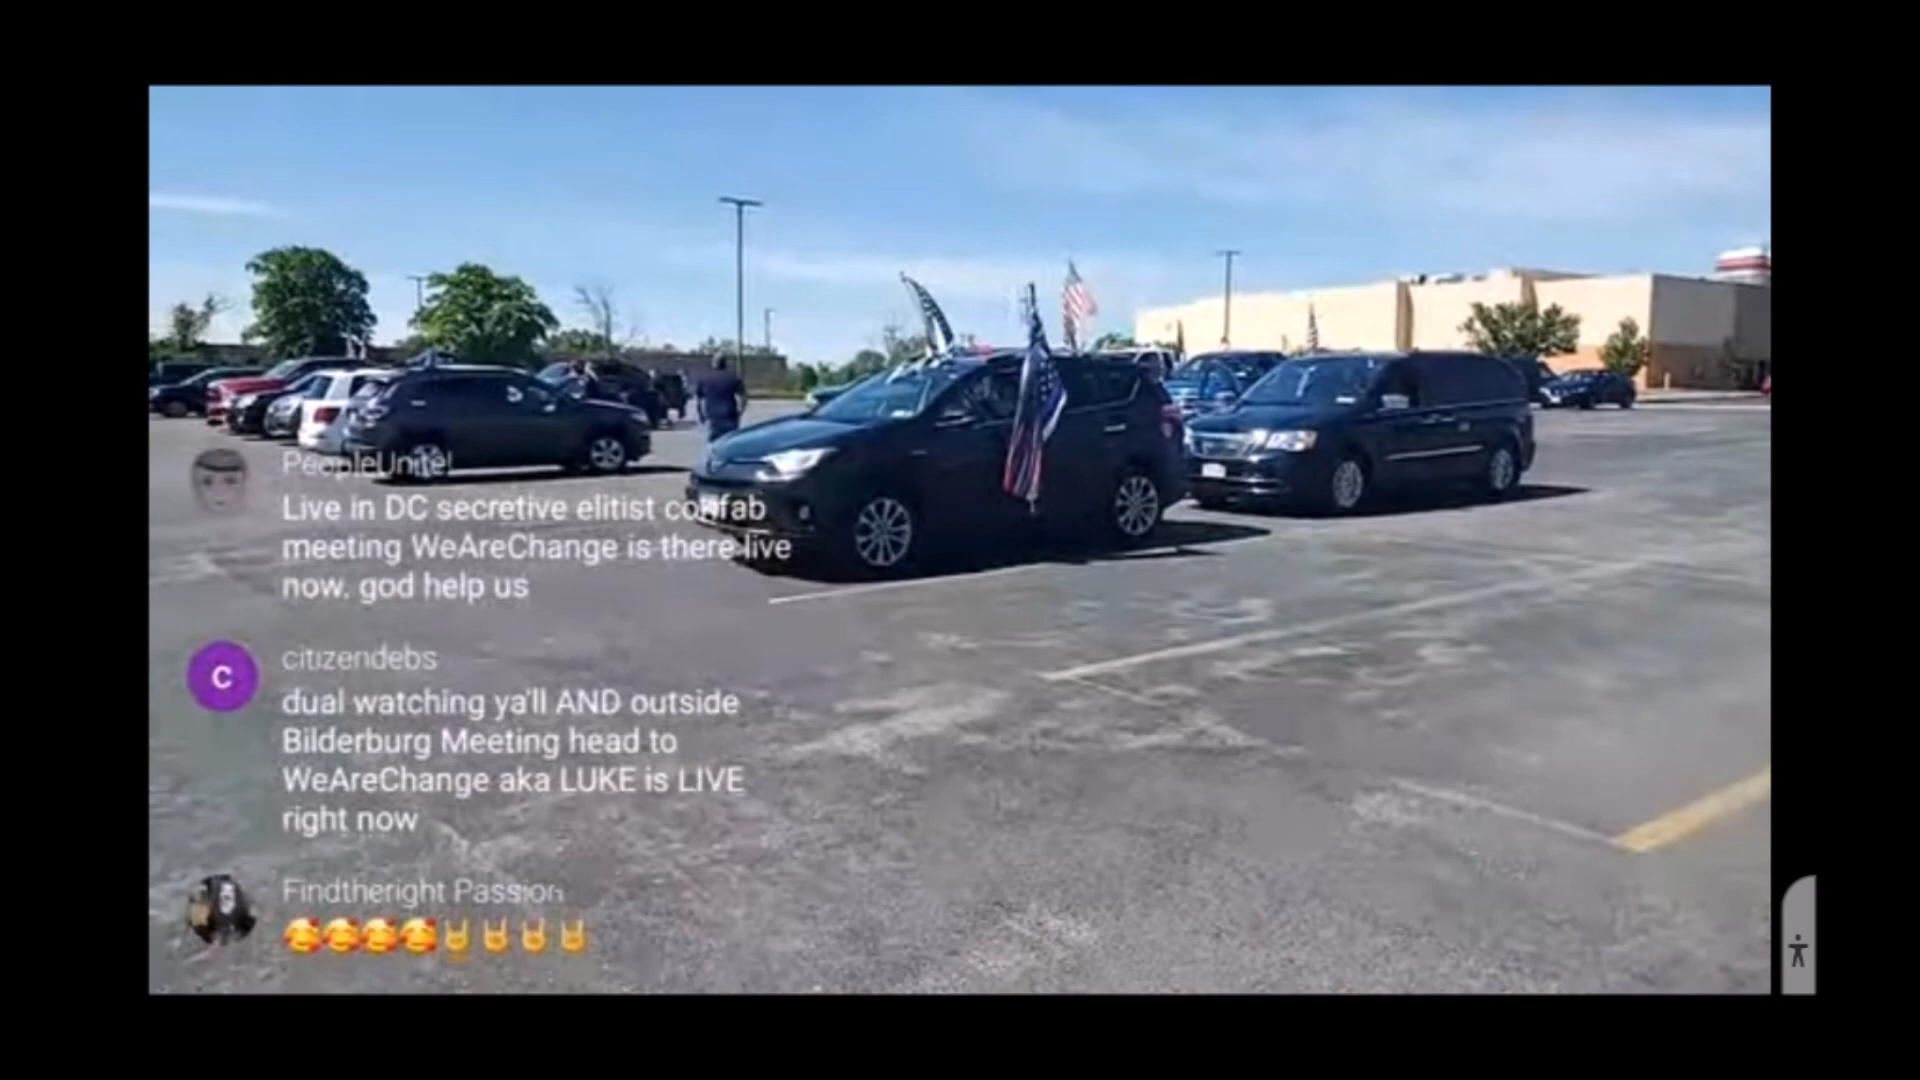 PeopleUnite!
Live in DC secretive elitist confab
meeting WeAreChange is there live
now. god help us
citizendebs
C
dual watching ya'll AND outside
Bilderburg Meeting head to
WeAreChange aka LUKE is LIVE
right now
Findtheright Passion
🥰🥰🥰🥰🤘🤘🤘🤘